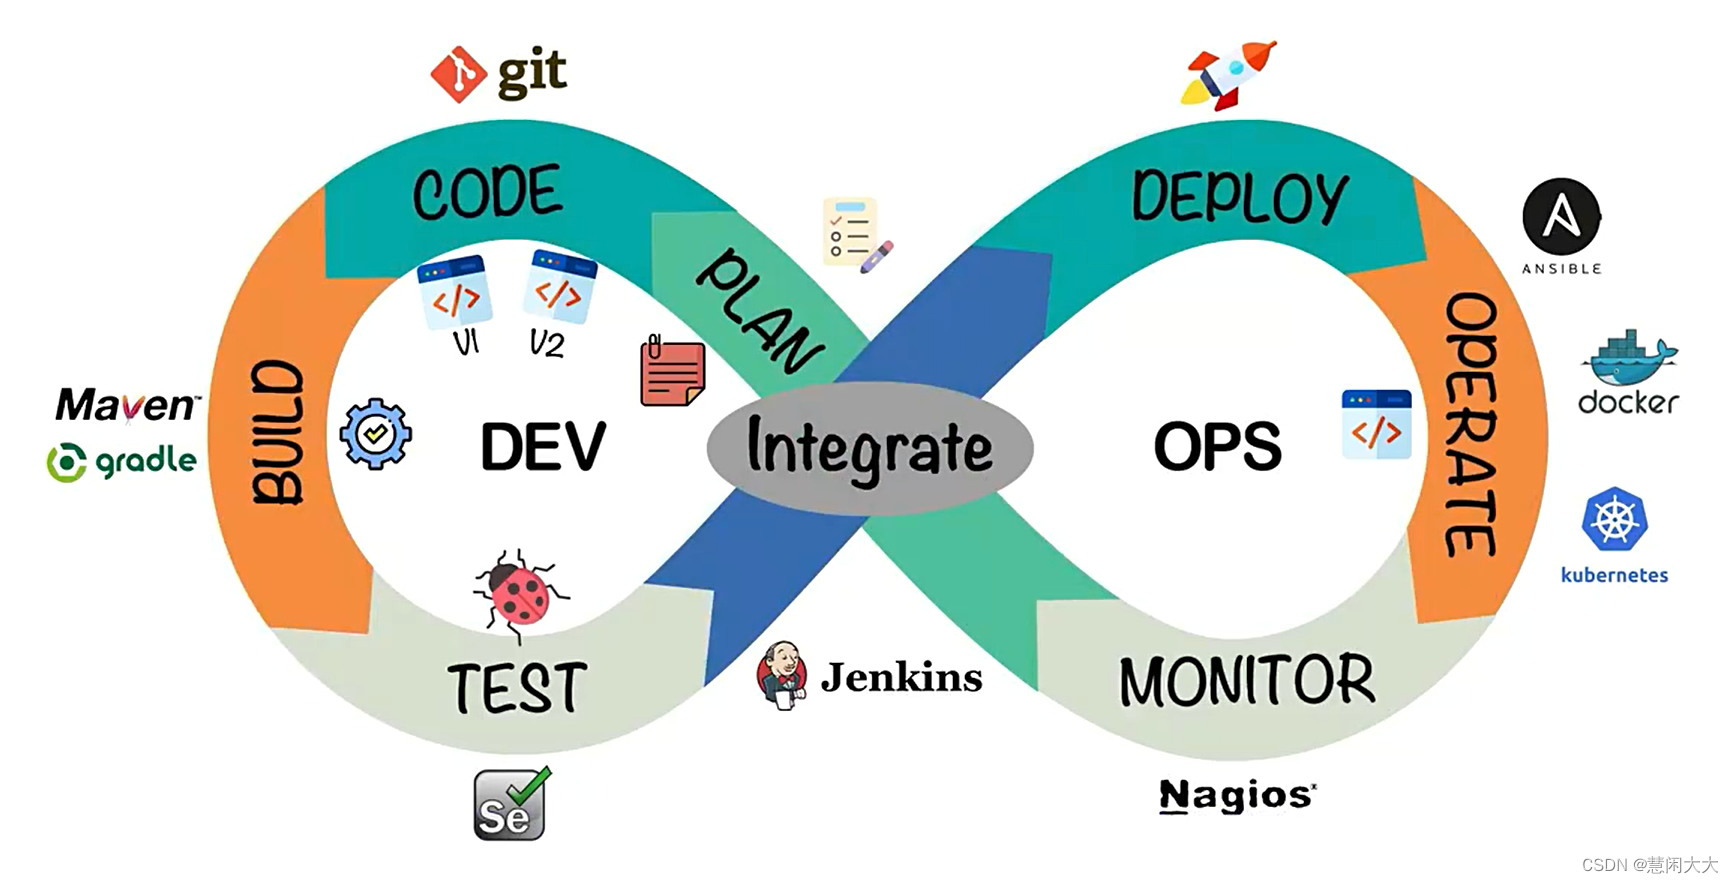 git
CODE
DEPLOY
PLAN
</>
</>
V1
V2
ANSIBLE
OPERATE
docker
BUILD
Maven™
gradle
DEV
Integrate
OPS
</>
kubernetes
TEST
Jenkins
MONITOR
Se
Nagios®
CSDN @慧闲大大